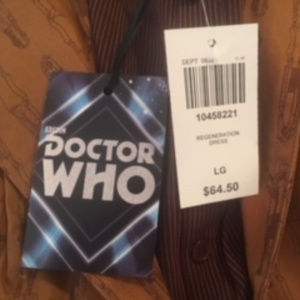 BBC
DOCTOR
WHO
DEPT
10458221
REGENERATION
DRESS
LG
$64.50